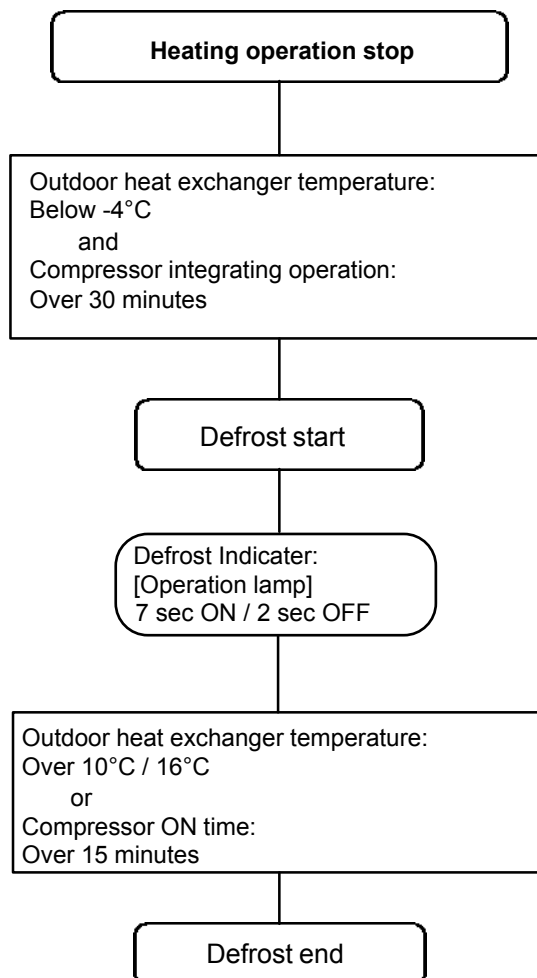 Heating operation stop
Outdoor heat exchanger temperature:
Below -4°C
and
Compressor integrating operation:
Over 30 minutes
Defrost start
Defrost Indicater:
[Operation lamp]
7 sec ON / 2 sec OFF
Outdoor heat exchanger temperature:
Over 10°C / 16°C
or
Compressor ON time:
Over 15 minutes
Defrost end